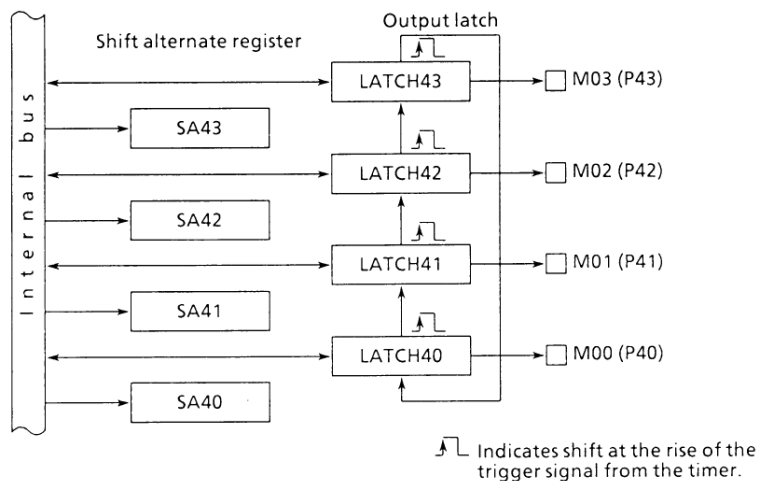 Output latch
Shift alternate register
Internal bus
LATCH43
M03 (P43)
SA43
LATCH42
M02 (P42)
SA42
LATCH41
M01 (P41)
SA41
LATCH40
M00 (P40)
SA40
Indicates shift at the rise of the
trigger signal from the timer.